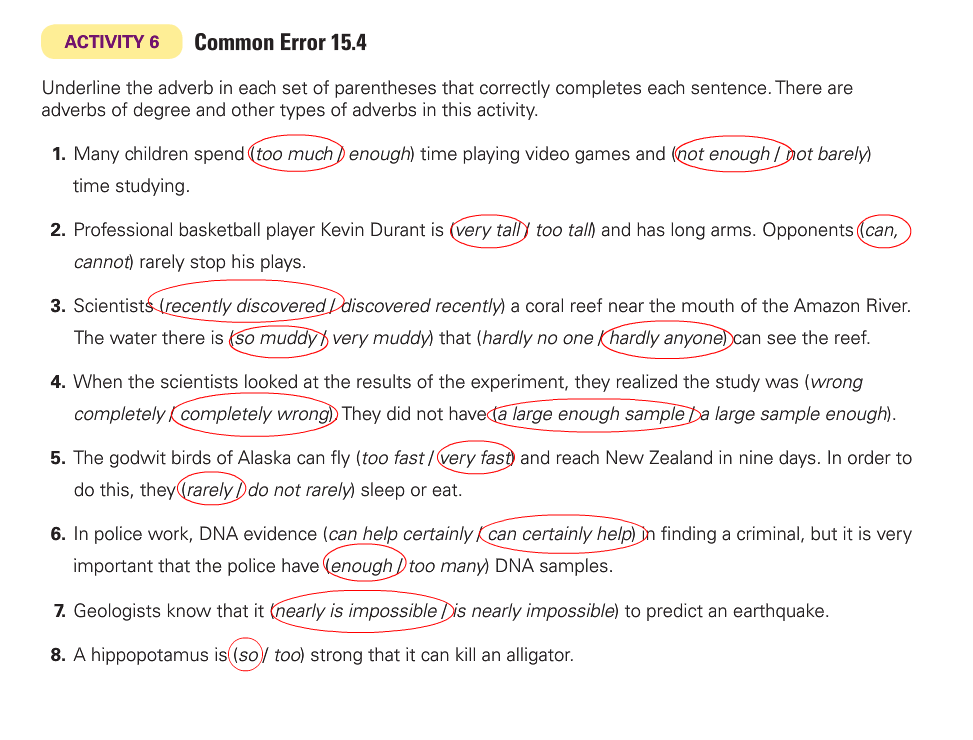 ACTIVITY 6 Common Error 15.4
Underline the adverb in each set of parentheses that correctly completes each sentence. There are
adverbs of degree and other types of adverbs in this activity.
1. Many children spend (too much / enough) time playing video games and (not enough / not barely)
time studying.
2. Professional basketball player Kevin Durant is (very tall / too tall) and has long arms. Opponents (can,
cannot) rarely stop his plays.
3. Scientists (recently discovered / discovered recently) a coral reef near the mouth of the Amazon River.
The water there is (so muddy / very muddy) that (hardly no one / hardly anyone) can see the reef.
4. When the scientists looked at the results of the experiment, they realized the study was (wrong
completely / completely wrong). They did not have (a large enough sample / a large sample enough).
5. The godwit birds of Alaska can fly (too fast / very fast) and reach New Zealand in nine days. In order to
do this, they (rarely / do not rarely) sleep or eat.
6. In police work, DNA evidence (can help certainly / can certainly help) in finding a criminal, but it is very
important that the police have (enough / too many) DNA samples.
7. Geologists know that it (nearly is impossible / is nearly impossible) to predict an earthquake.
8. A hippopotamus is (so / too) strong that it can kill an alligator.